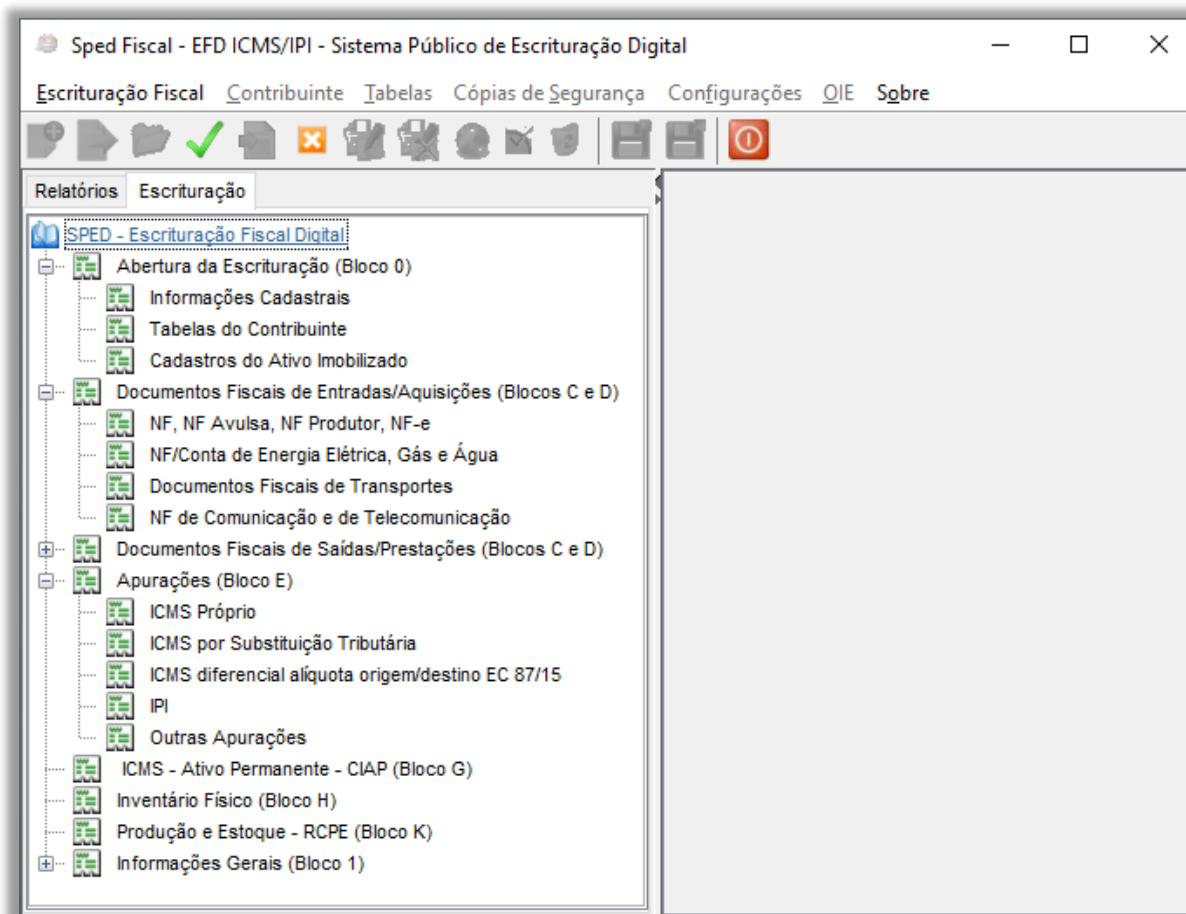 Sped Fiscal - EFD ICMS/IPI - Sistema Público de Escrituração Digital
Escrituração Fiscal Contribuinte Tabelas Cópias de Segurança Configurações OIE Sobre
Relatórios Escrituração
SPED - Escrituração Fiscal Digital
Abertura da Escrituração (Bloco 0)
Informações Cadastrais
Tabelas do Contribuinte
Cadastros do Ativo Imobilizado
Documentos Fiscais de Entradas/Aquisições (Blocos C e D)
NF, NF Avulsa, NF Produtor, NF-e
NF/Conta de Energia Elétrica, Gás e Água
Documentos Fiscais de Transportes
NF de Comunicação e de Telecomunicação
Documentos Fiscais de Saídas/Prestações (Blocos C e D)
Apurações (Bloco E)
ICMS Próprio
ICMS por Substituição Tributária
ICMS diferencial alíquota origem/destino EC 87/15
IPI
Outras Apurações
ICMS - Ativo Permanente - CIAP (Bloco G)
Inventário Físico (Bloco H)
Produção e Estoque - RCPE (Bloco K)
Informações Gerais (Bloco 1)